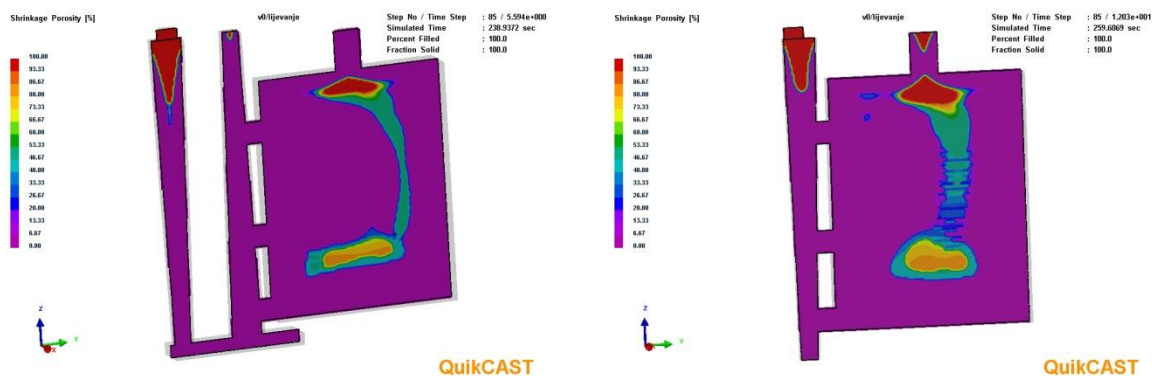 Shrinkage Porosity [%]
v0/lijevanje
Step No / Time Step : 85 / 5.594e+000
Simulated Time : 238.9372 sec
Percent Filled : 100.0
Fraction Solid : 100.0
100.00
93.33
86.67
80.00
73.33
66.67
60.00
53.33
46.67
40.00
33.33
26.67
20.00
13.33
6.67
0.00
Z
X
Y
QuikCAST
Shrinkage Porosity [%]
v0/lijevanje
Step No / Time Step : 85 / 1.203e+001
Simulated Time : 259.6069 sec
Percent Filled : 100.0
Fraction Solid : 100.0
100.00
93.33
86.67
80.00
73.33
66.67
60.00
53.33
46.67
40.00
33.33
26.67
20.00
13.33
6.67
0.00
Z
X
Y
QuikCAST